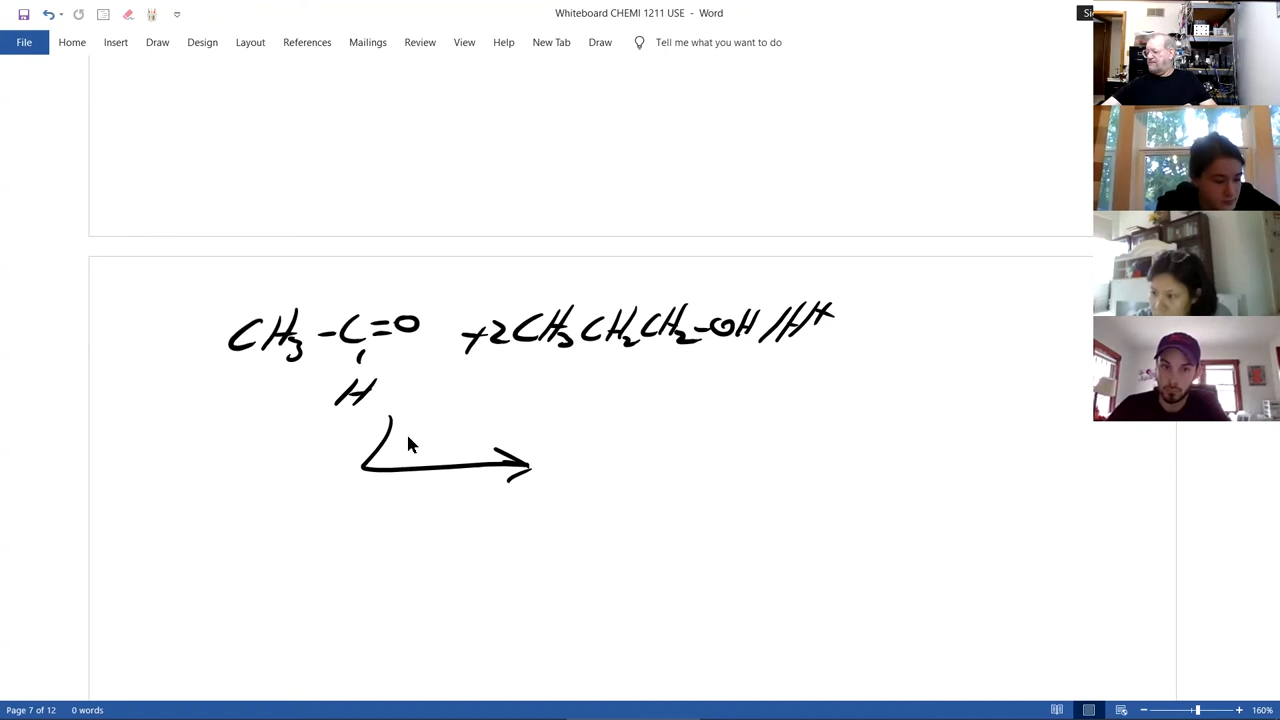 Whiteboard CHEMI 1211 USE - Word
File Home Insert Draw Design Layout References Mailings Review View Help New Tab Draw Tell me what you want to do
CH₃-C=O +2CH₃CH₂CH₂-OH//H⁺
H
Page 7 of 12 0 words 160%